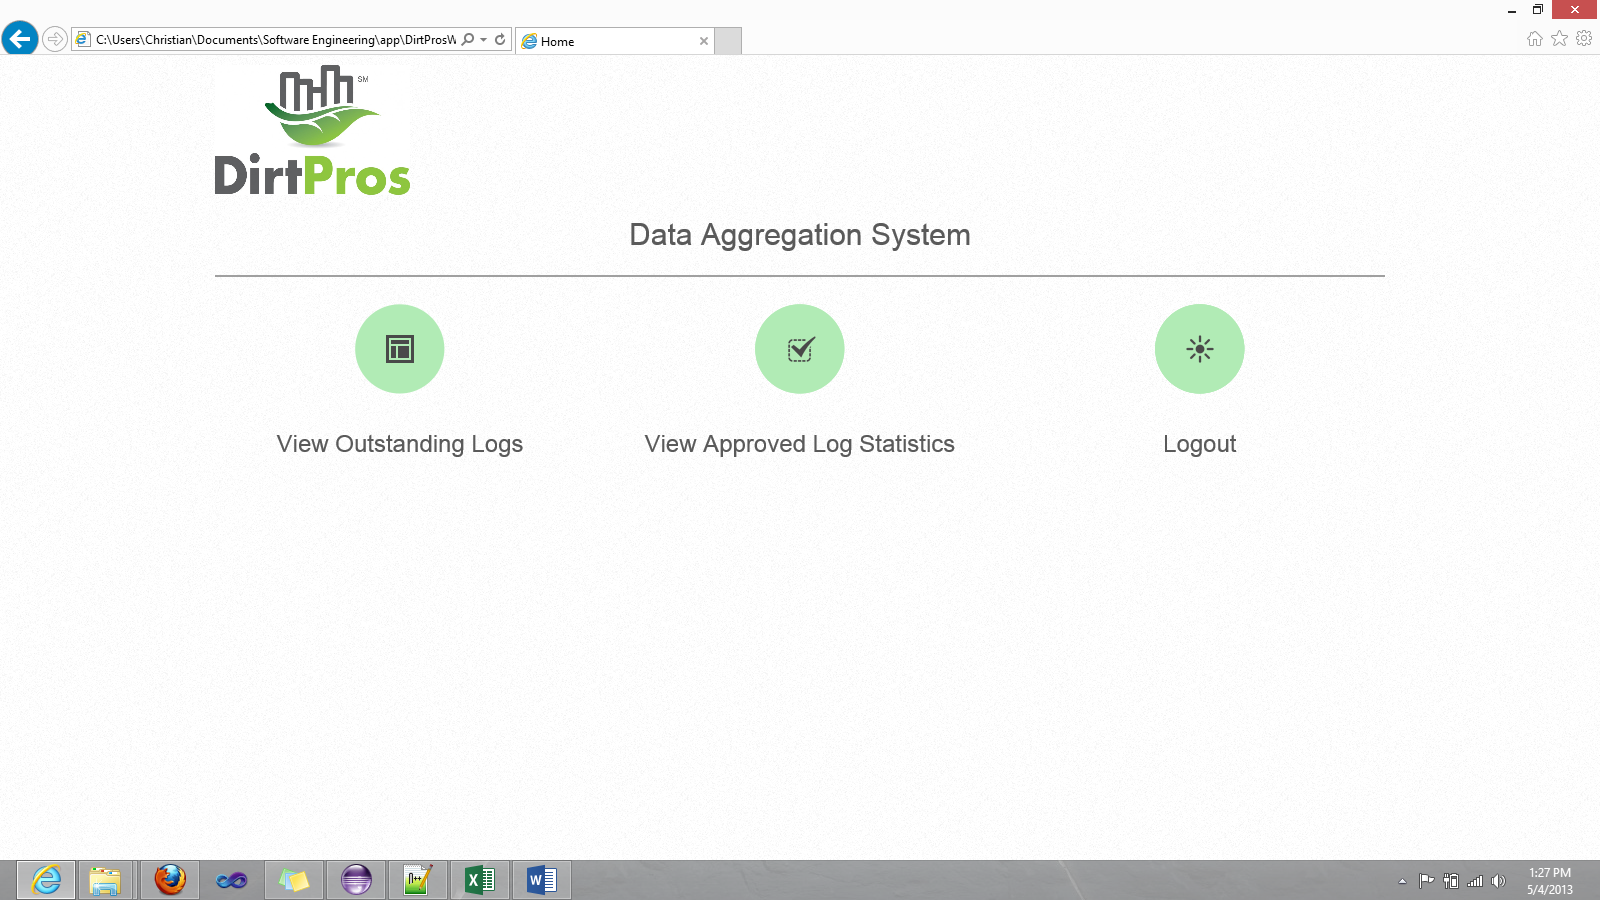 C:\Users\Christian\Documents\Software Engineering\app\DirtProsW
Home
SM
DirtPros
Data Aggregation System
View Outstanding Logs
View Approved Log Statistics
Logout
1:27 PM
5/4/2013